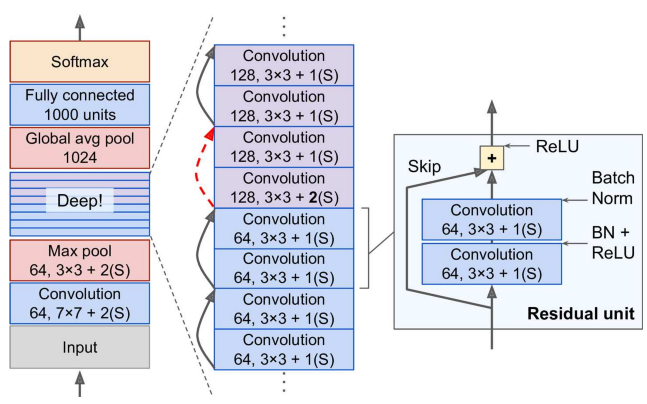 Softmax
Fully connected
1000 units
Global avg pool
1024
Deep!
Max pool
64, 3×3 + 2(S)
Convolution
64, 7×7 + 2(S)
Input
Convolution
128, 3×3 + 1(S)
Convolution
128, 3×3 + 1(S)
Convolution
128, 3×3 + 1(S)
Convolution
128, 3×3 + 2(S)
Convolution
64, 3×3 + 1(S)
Convolution
64, 3×3 + 1(S)
Convolution
64, 3×3 + 1(S)
Convolution
64, 3×3 + 1(S)
+
ReLU
Skip
Batch
Norm
Convolution
64, 3×3 + 1(S)
BN +
ReLU
Convolution
64, 3×3 + 1(S)
Residual unit